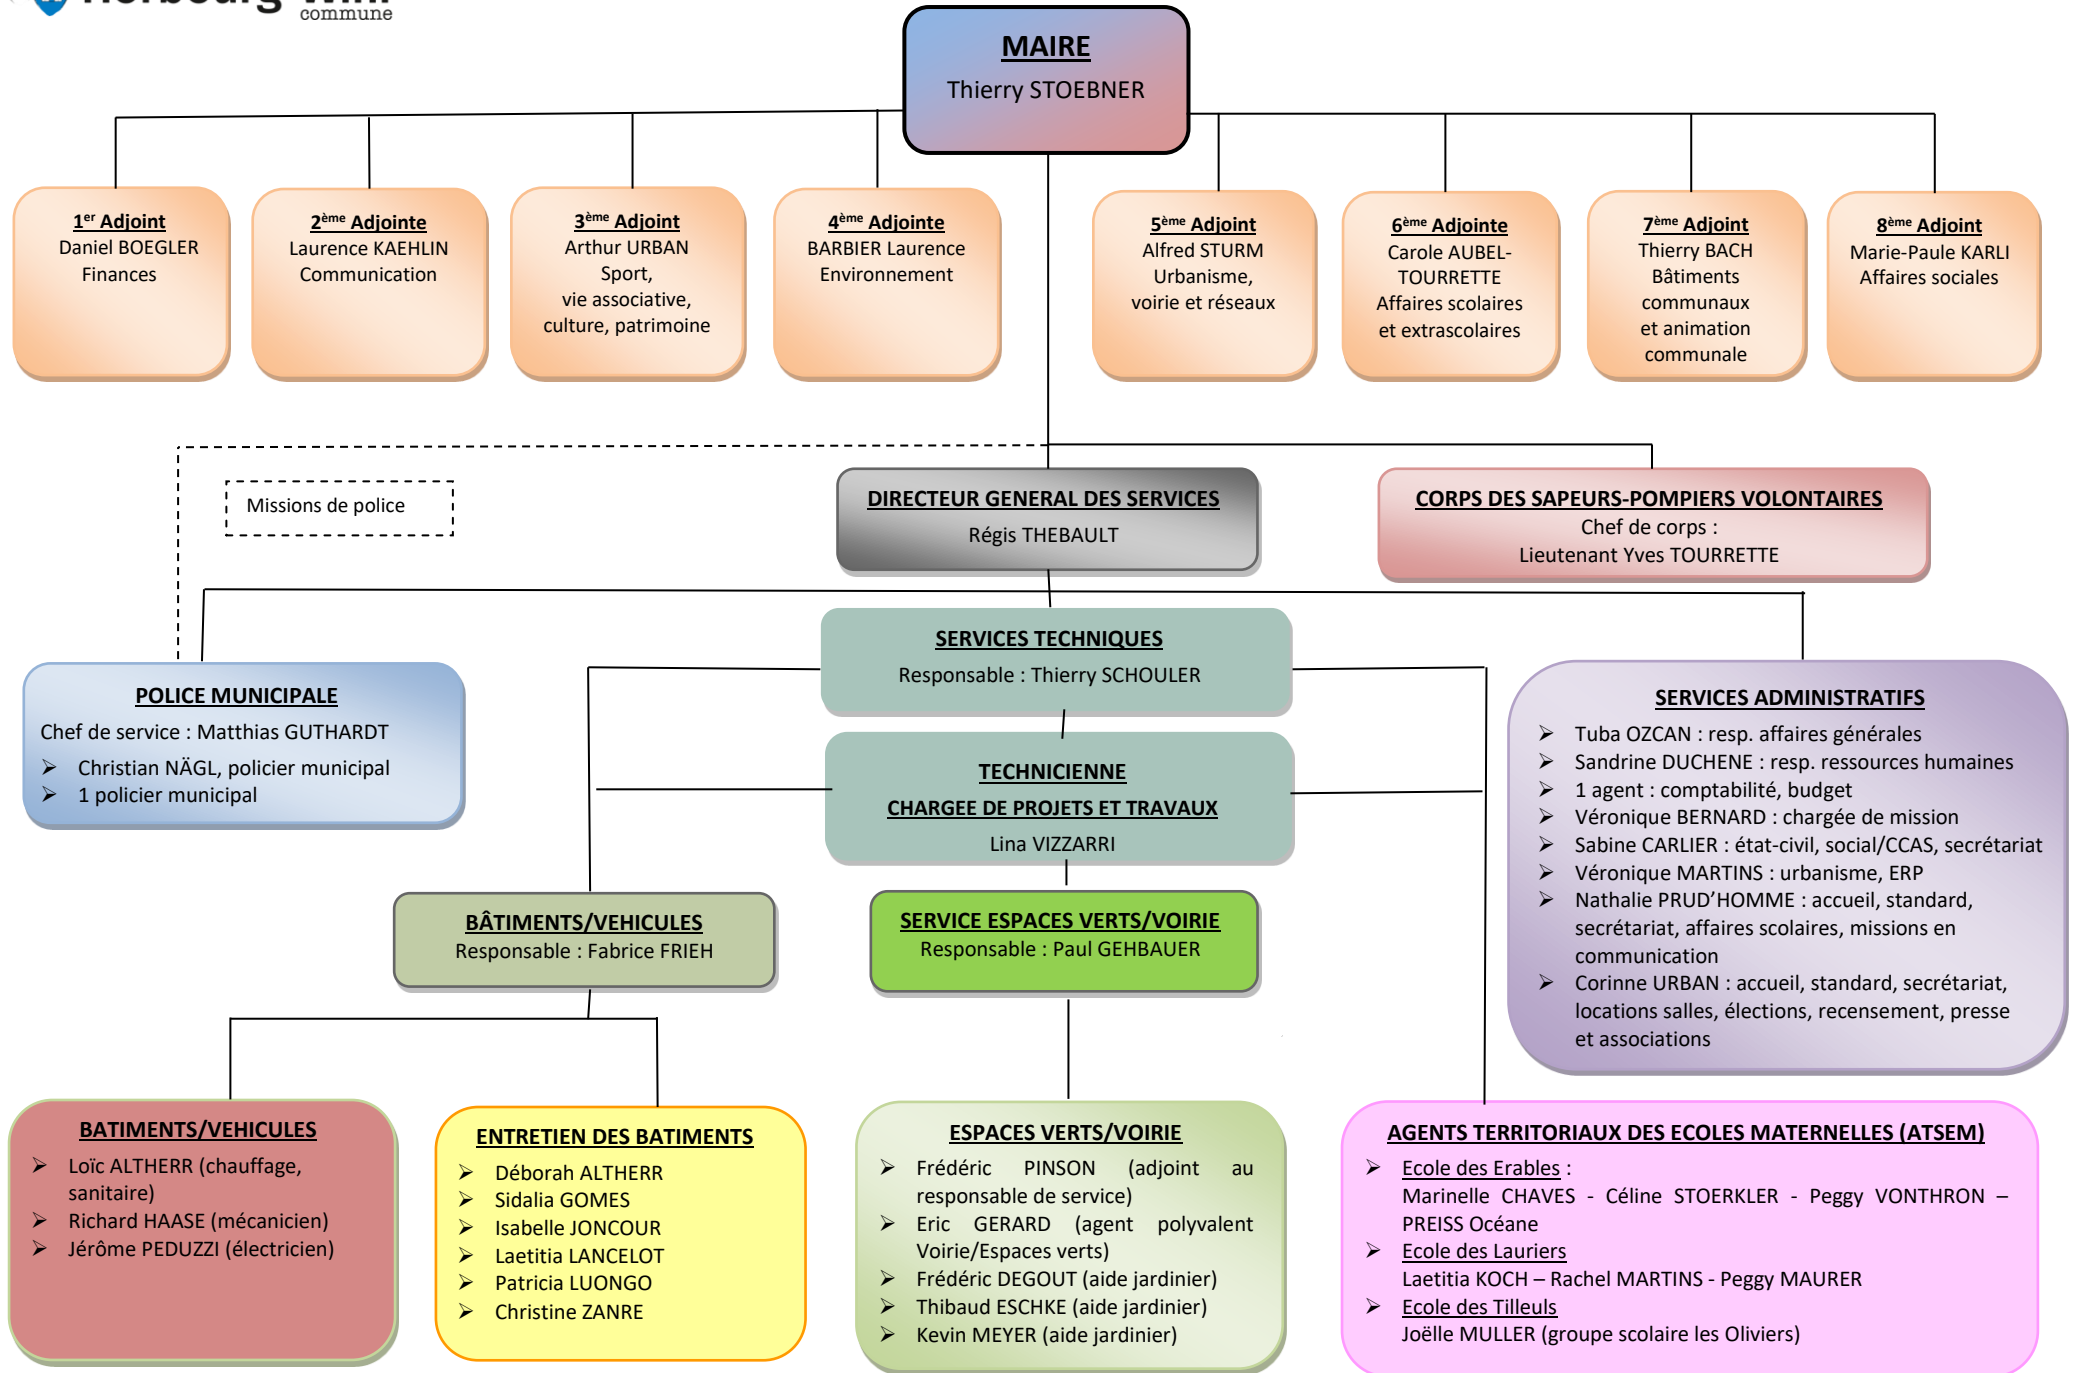 commune
MAIRE
Thierry STOEBNER
1er Adjoint
Daniel BOEGLER
Finances
2ème Adjointe
Laurence KAEHLIN
Communication
3ème Adjoint
Arthur URBAN
Sport,
vie associative,
culture, patrimoine
4ème Adjointe
BARBIER Laurence
Environnement
5ème Adjoint
Alfred STURM
Urbanisme,
voirie et réseaux
6ème Adjointe
Carole AUBEL-
TOURRETTE
Affaires scolaires
et extrascolaires
7ème Adjoint
Thierry BACH
Bâtiments
communaux
et animation
communale
8ème Adjoint
Marie-Paule KARLI
Affaires sociales
Missions de police
DIRECTEUR GENERAL DES SERVICES
Régis THEBAULT
CORPS DES SAPEURS-POMPIERS VOLONTAIRES
Chef de corps :
Lieutenant Yves TOURRETTE
SERVICES TECHNIQUES
Responsable : Thierry SCHOULER
POLICE MUNICIPALE
Chef de service : Matthias GUTHARDT
➢ Christian NÄGL, policier municipal
➢ 1 policier municipal
TECHNICIENNE
CHARGEE DE PROJETS ET TRAVAUX
Lina VIZZARRI
SERVICES ADMINISTRATIFS
➢ Tuba OZCAN : resp. affaires générales
➢ Sandrine DUCHENE : resp. ressources humaines
➢ 1 agent : comptabilité, budget
➢ Véronique BERNARD : chargée de mission
➢ Sabine CARLIER : état-civil, social/CCAS, secrétariat
➢ Véronique MARTINS : urbanisme, ERP
➢ Nathalie PRUD’HOMME : accueil, standard,
secrétariat, affaires scolaires, missions en
communication
➢ Corinne URBAN : accueil, standard, secrétariat,
locations salles, élections, recensement, presse
et associations
BÂTIMENTS/VEHICULES
Responsable : Fabrice FRIEH
SERVICE ESPACES VERTS/VOIRIE
Responsable : Paul GEHBAUER
BATIMENTS/VEHICULES
➢ Loïc ALTHERR (chauffage,
sanitaire)
➢ Richard HAASE (mécanicien)
➢ Jérôme PEDUZZI (électricien)
ENTRETIEN DES BATIMENTS
➢ Déborah ALTHERR
➢ Sidalia GOMES
➢ Isabelle JONCOUR
➢ Laetitia LANCELOT
➢ Patricia LUONGO
➢ Christine ZANRE
ESPACES VERTS/VOIRIE
➢ Frédéric PINSON (adjoint au
responsable de service)
➢ Eric GERARD (agent polyvalent
Voirie/Espaces verts)
➢ Frédéric DEGOUT (aide jardinier)
➢ Thibaud ESCHKE (aide jardinier)
➢ Kevin MEYER (aide jardinier)
AGENTS TERRITORIAUX DES ECOLES MATERNELLES (ATSEM)
➢ Ecole des Erables :
Marinelle CHAVES - Céline STOERKLER - Peggy VONTHRON –
PREISS Océane
➢ Ecole des Lauriers
Laetitia KOCH – Rachel MARTINS - Peggy MAURER
➢ Ecole des Tilleuls
Joëlle MULLER (groupe scolaire les Oliviers)